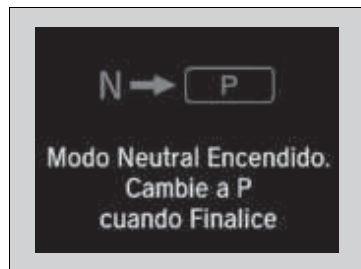 N → P
Modo Neutral Encendido.
Cambie a P
cuando Finalice